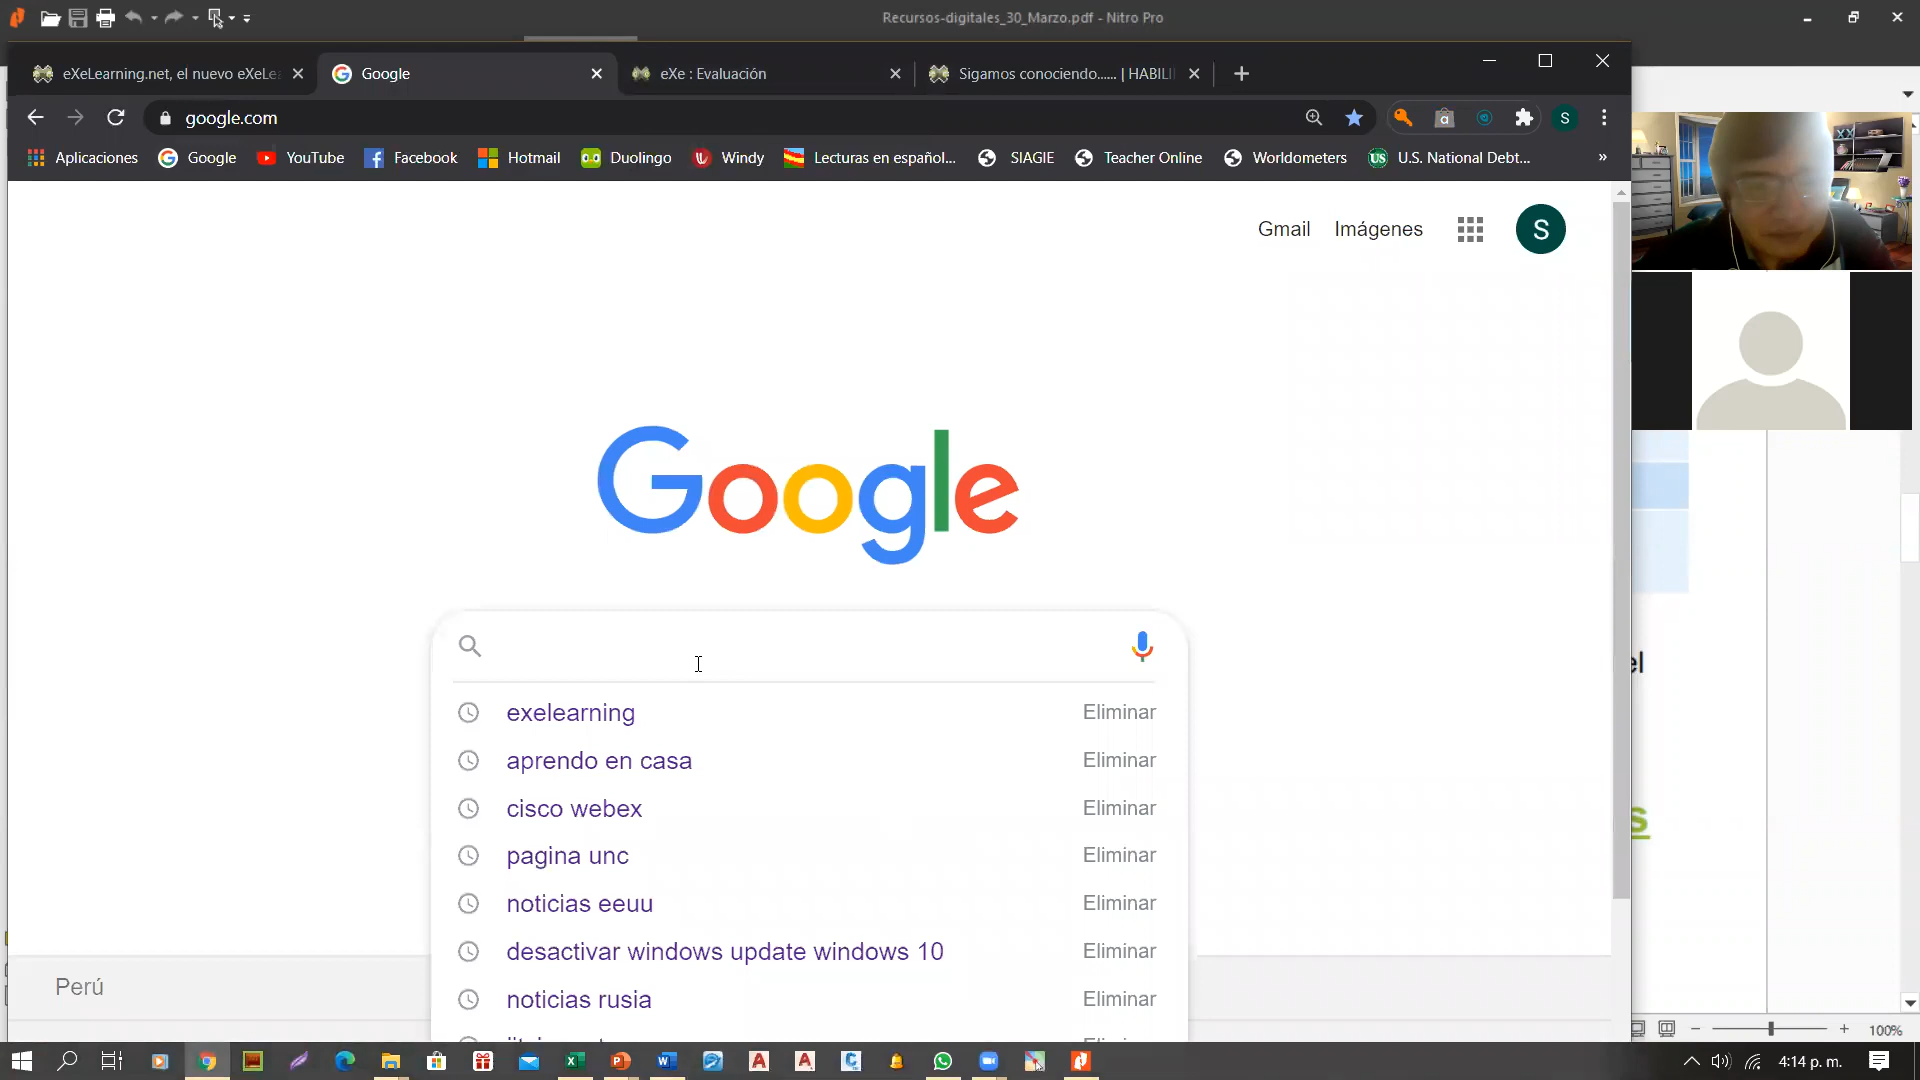 Recursos-digitales_30_Marzo.pdf - Nitro Pro
eXeLearning.net, el nuevo eXeLe
Google
eXe : Evaluación
Sigamos conociendo...... | HABILI
google.com
S
Aplicaciones
Google
YouTube
Facebook
Hotmail
Duolingo
Windy
Lecturas en español...
SIAGIE
Teacher Online
Worldometers
US
U.S. National Debt...
»
Gmail
Imágenes
S
Google
exelearning
Eliminar
aprendo en casa
Eliminar
cisco webex
Eliminar
pagina unc
Eliminar
noticias eeuu
Eliminar
desactivar windows update windows 10
Eliminar
noticias rusia
Eliminar
Perú
el
s
100%
4:14 p. m.